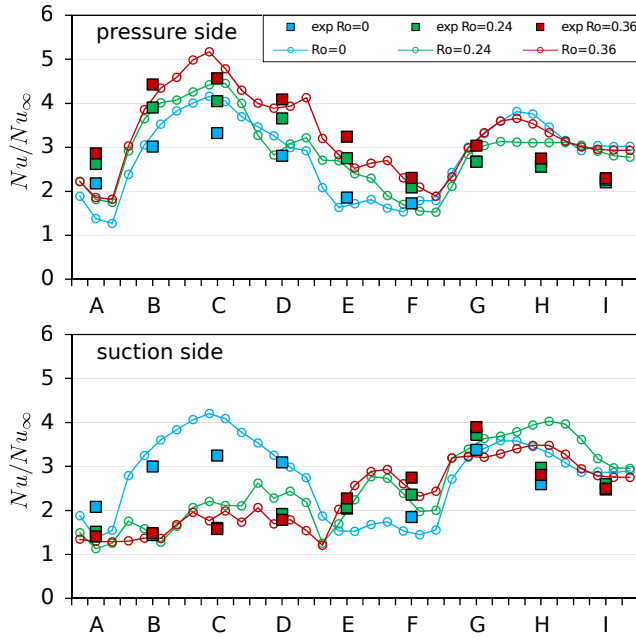 6
pressure side
exp Ro=0 exp Ro=0.24 exp Ro=0.36
Ro=0 Ro=0.24 Ro=0.36
5
4
3
2
1
0
Nu/Nu∞
A B C D E F G H I
6
suction side
5
4
3
2
1
0
Nu/Nu∞
A B C D E F G H I